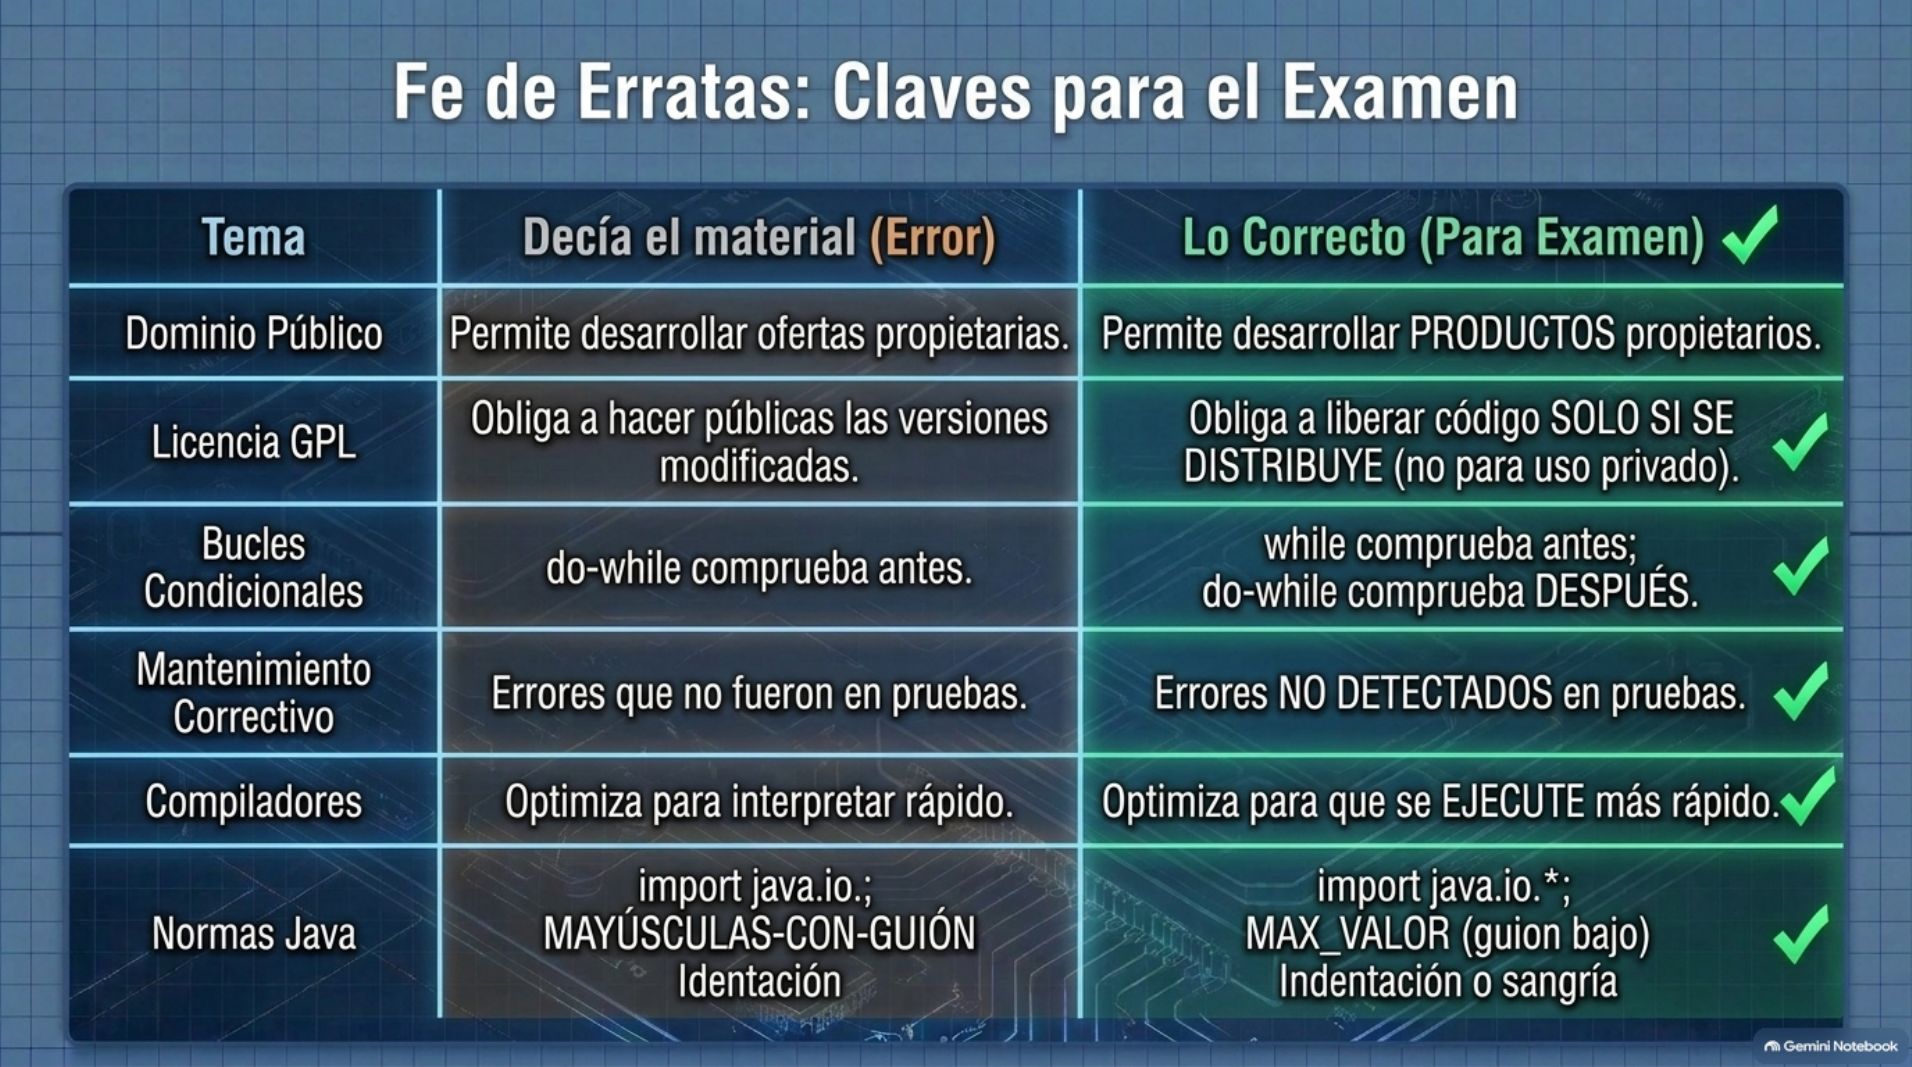 Fe de Erratas: Claves para el Examen
Tema
Decía el material (Error)
Lo Correcto (Para Examen)
Dominio Público
Permite desarrollar ofertas propietarias.
Permite desarrollar PRODUCTOS propietarios.
Licencia GPL
Obliga a hacer públicas las versiones
modificadas.
Obliga a liberar código SOLO SI SE
DISTRIBUYE (no para uso privado).
Bucles
Condicionales
do-while comprueba antes.
while comprueba antes;
do-while comprueba DESPUÉS.
Mantenimiento
Correctivo
Errores que no fueron en pruebas.
Errores NO DETECTADOS en pruebas.
Compiladores
Optimiza para interpretar rápido.
Optimiza para que se EJECUTE más rápido.
Normas Java
import java.io.;
MAYÚSCULAS-CON-GUIÓN
Identación
import java.io.*;
MAX_VALOR (guion bajo)
Indentación o sangría
Gemini Notebook